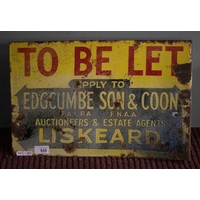 TO BE LET
APPLY TO
EDGCUMBE SON & COON
F.A.L.P.A. F.N.A.A.
AUCTIONEERS & ESTATE AGENTS
LISKEARD